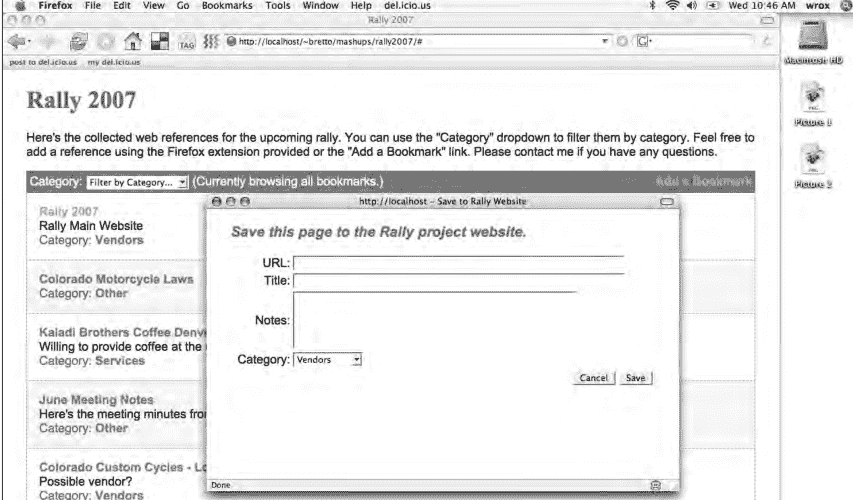 Firefox File Edit View Go Bookmarks Tools Window Help del.icio.us Wed 10:46 AM wrox
Rally 2007
TAG http://localhost/~bretto/mashups/rally2007/# G
post to del.icio.us my del.icio.us
Macintosh HD
Picture 1
Picture 2
Rally 2007
Here's the collected web references for the upcoming rally. You can use the "Category" dropdown to filter them by category. Feel free to
add a reference using the Firefox extension provided or the "Add a Bookmark" link. Please contact me if you have any questions.
Category: Filter by Category... (Currently browsing all bookmarks.) Add a Bookmark
Rally 2007
Rally Main Website
Category: Vendors
Colorado Motorcycle Laws
Category: Other
Kaladi Brothers Coffee Denv
Willing to provide coffee at the
Category: Services
June Meeting Notes
Here's the meeting minutes fro
Category: Other
Colorado Custom Cycles - Lo
Possible vendor?
Category: Vendors
http://localhost - Save to Rally Website
Save this page to the Rally project website.
URL:
Title:
Notes:
Category: Vendors
Cancel Save
Done